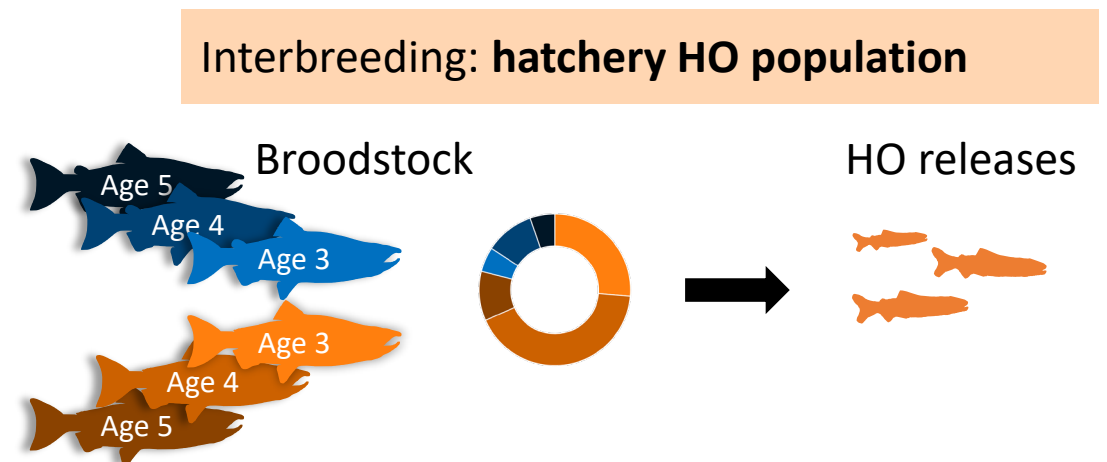 Interbreeding: hatchery HO population
Broodstock
HO releases
Age 5
Age 4
Age 3
Age 3
Age 4
Age 5